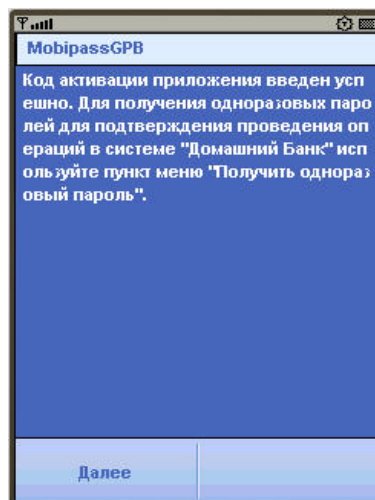 MobipassGPB
Код активации приложения введен усп
ешно. Для получения одноразовых паро
лей для подтверждения проведения оп
ераций в системе "Домашний Банк" исп
ользуйте пункт меню "Получить однораз
овый пароль".
Далее